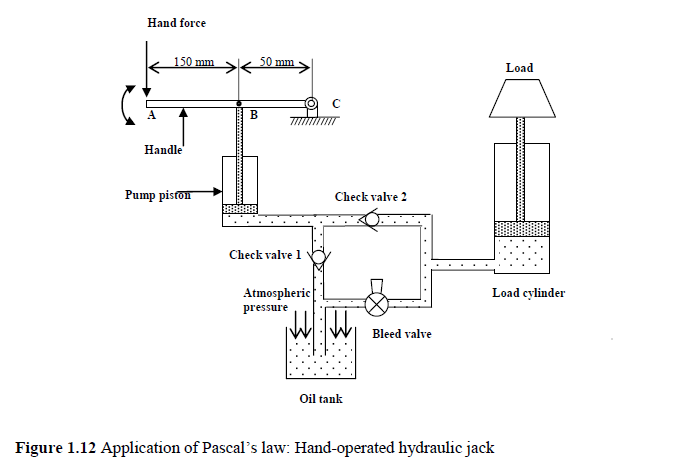 Hand force
150 mm
50 mm
Load
A
B
C
Handle
Pump piston
Check valve 2
Check valve 1
Atmospheric
pressure
Load cylinder
Bleed valve
Oil tank
Figure 1.12 Application of Pascal's law: Hand-operated hydraulic jack